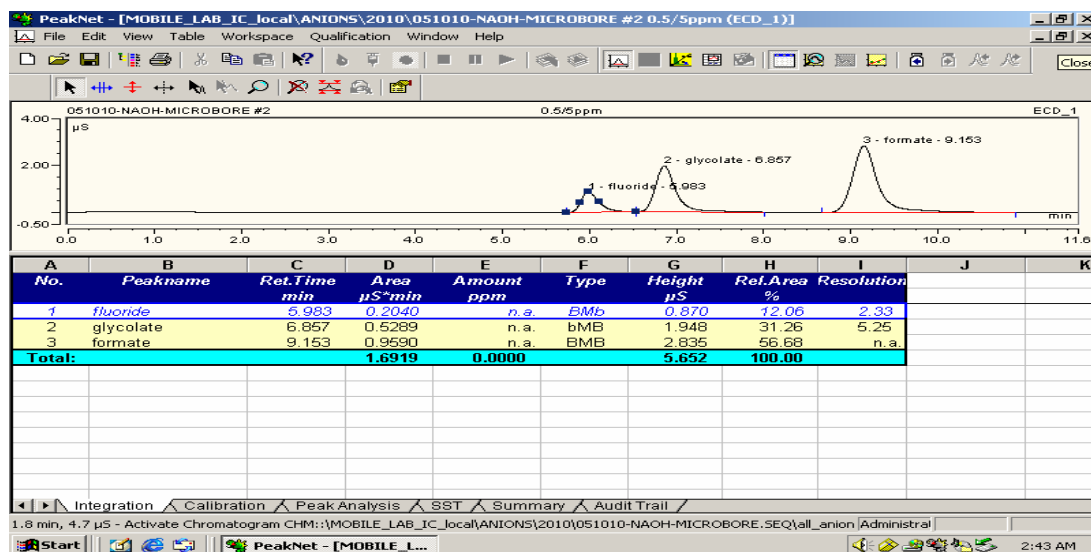 PeakNet - [MOBILE_LAB_IC_local\ANIONS\2010\051010-NAOH-MICROBORE #2 0.5/5ppm (ECD_1)]
File Edit View Table Workspace Qualification Window Help
Close
051010-NAOH-MICROBORE #2 0.5/5ppm ECD_1
4.00
µS
3 - formate - 9.153
2.00
2 - glycolate - 6.857
1 - fluoride - 5.983
-0.50
min
0.0 1.0 2.0 3.0 4.0 5.0 6.0 7.0 8.0 9.0 10.0 11.6
A B C D E F G H I J K
No. Peakname Ret.Time Area Amount Type Height Rel.Area Resolution
min µS*min ppm µS %
1 fluoride 5.983 0.2040 n.a. BMb 0.870 12.06 2.33
2 glycolate 6.857 0.5289 n.a. bMB 1.948 31.26 5.25
3 formate 9.153 0.9590 n.a. BMB 2.835 56.68 n.a.
Total: 1.6919 0.0000 5.652 100.00
Integration Calibration Peak Analysis SST Summary Audit Trail
1.8 min, 4.7 µS - Activate Chromatogram CHM::\MOBILE_LAB_IC_local\ANIONS\2010\051010-NAOH-MICROBORE.SEQ\all_anion Administra
Start PeakNet - [MOBILE_L... 2:43 AM